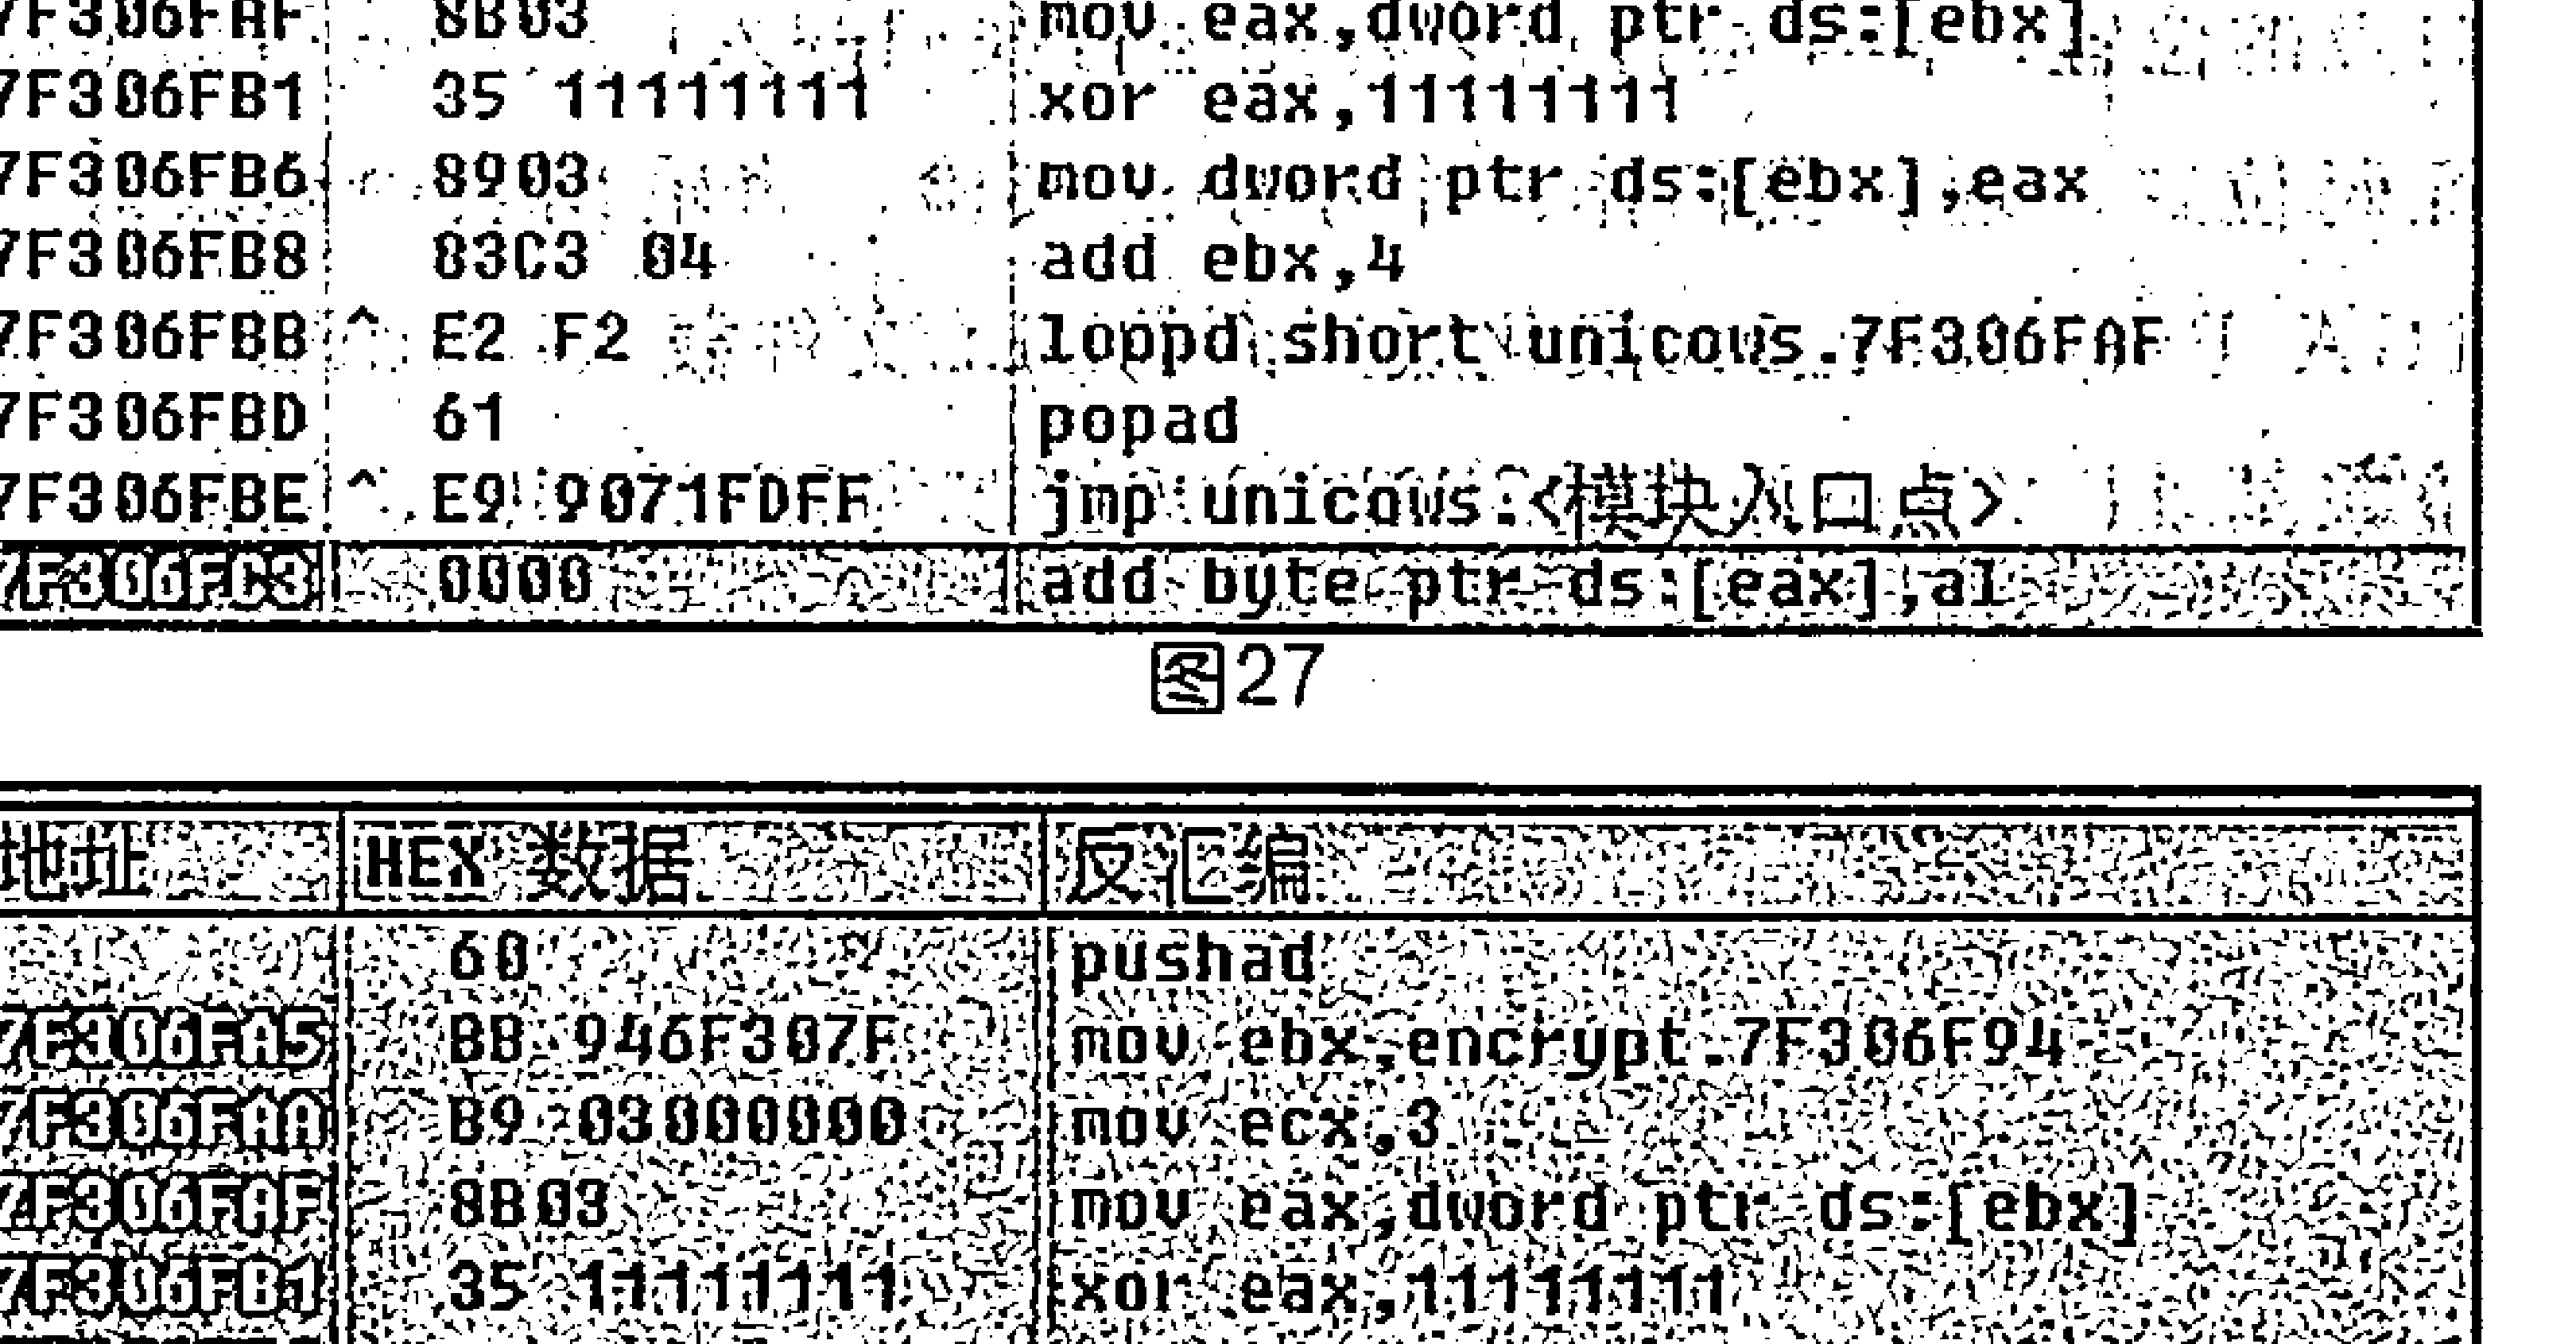 7F306FAF 8B03 mov eax,dword ptr ds:[ebx]
7F306FB1 35 11111111 xor eax,11111111
7F306FB6 8903 mov dword ptr ds:[ebx],eax
7F306FB8 83C3 04 add ebx,4
7F306FBB ^ E2 F2 loppd short unicows.7F306FAF
7F306FBD 61 popad
7F306FBE ^ E9 9071FDFF jmp unicows.<模块入口点>
7F306FC3 0000 add byte ptr ds:[eax],al
图27
地址 HEX 数据 反汇编
60 pushad
7F306FA5 BB 946F307F mov ebx,encrypt.7F306F94
7F306FAA B9 03000000 mov ecx,3
7F306FAF 8B03 mov eax,dword ptr ds:[ebx]
7F306FB1 35 11111111 xor eax,11111111